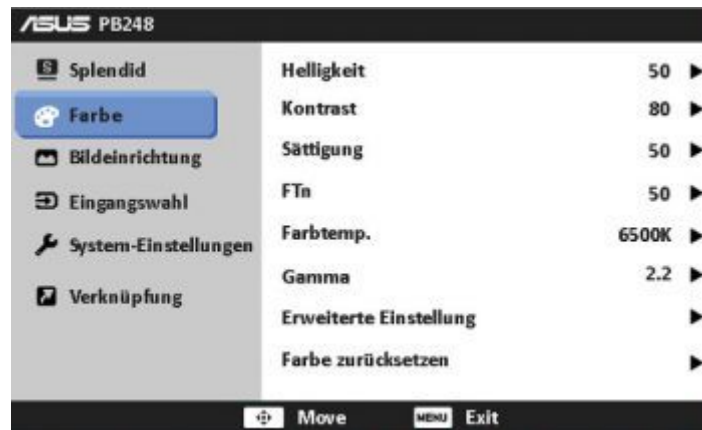 ASUS PB248
Splendid
Farbe
Bildeinrichtung
Eingangswahl
System-Einstellungen
Verknüpfung
Helligkeit 50
Kontrast 80
Sättigung 50
FTn 50
Farbtemp. 6500K
Gamma 2.2
Erweiterte Einstellung
Farbe zurücksetzen
Move MENU Exit